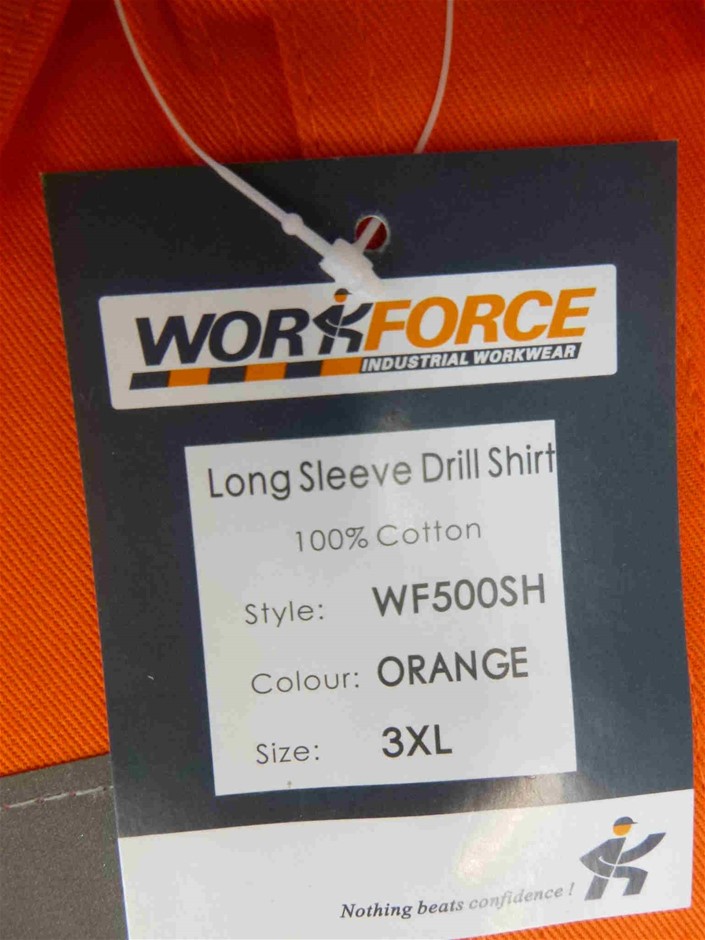 WORKFORCE
INDUSTRIAL WORKWEAR
Long Sleeve Drill Shirt
100% Cotton
Style: WF500SH
Colour: ORANGE
Size: 3XL
Nothing beats confidence !